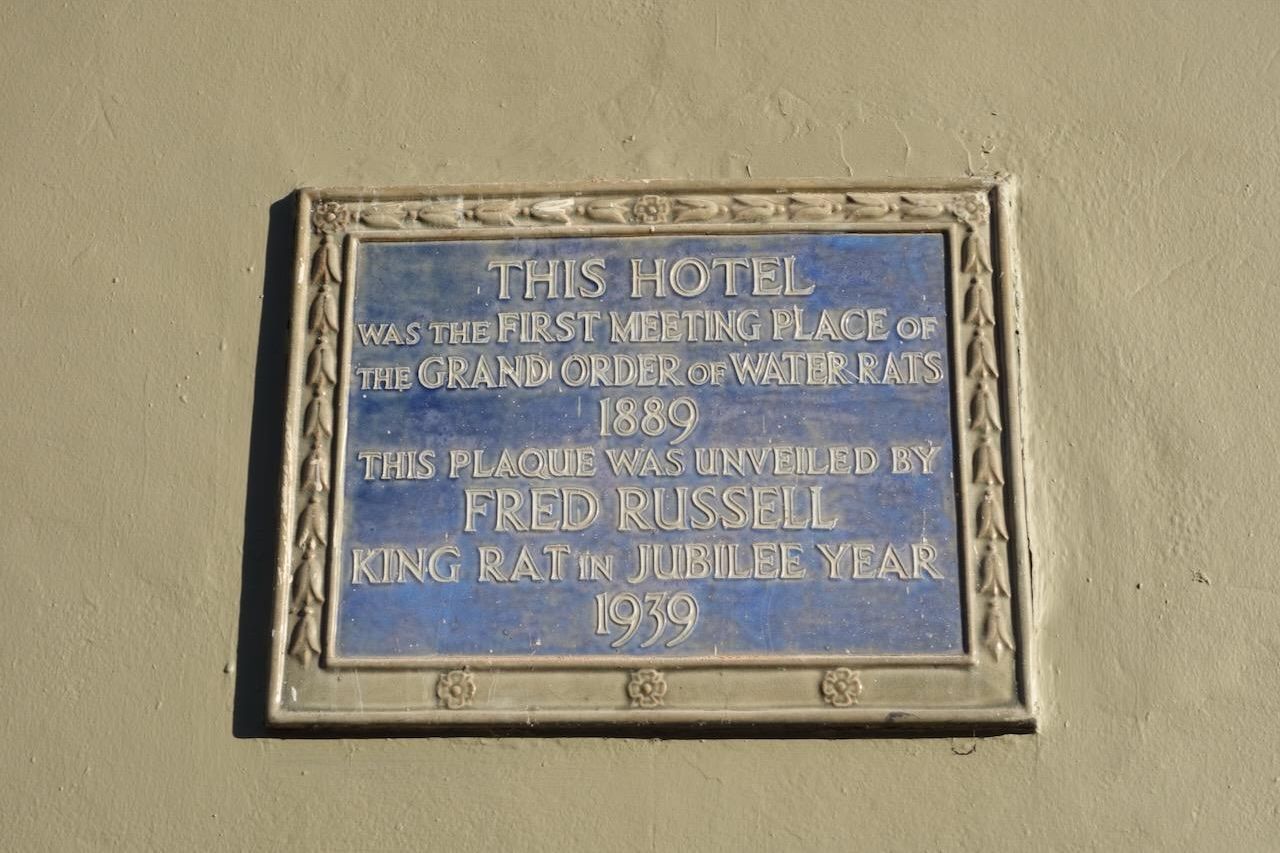 THIS HOTEL
WAS THE FIRST MEETING PLACE OF
THE GRAND ORDER OF WATER RATS
1889
THIS PLAQUE WAS UNVEILED BY
FRED RUSSELL
KING RAT IN JUBILEE YEAR
1939